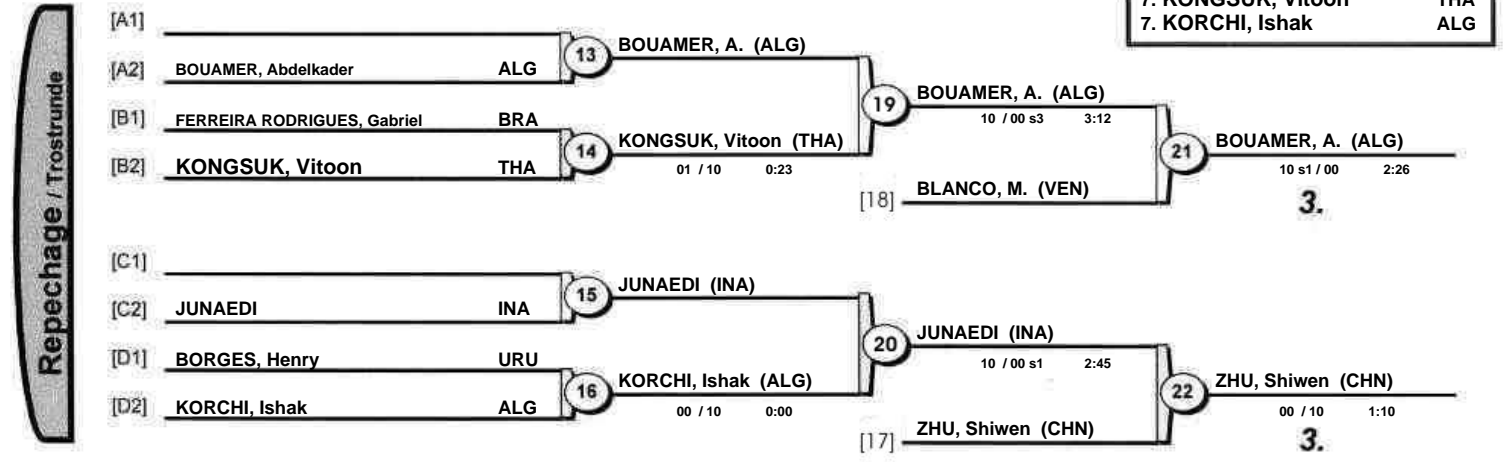 7. KONGSUK, Vitoon THA
7. KORCHI, Ishak ALG
Repechage / Trostrunde
[A1]
[A2] BOUAMER, Abdelkader ALG
13 BOUAMER, A. (ALG)
[B1] FERREIRA RODRIGUES, Gabriel BRA
[B2] KONGSUK, Vitoon THA
14 KONGSUK, Vitoon (THA)
01 / 10 0:23
19 BOUAMER, A. (ALG)
10 / 00 s3 3:12
[18] BLANCO, M. (VEN)
21 BOUAMER, A. (ALG)
10 s1 / 00 2:26
3.
[C1]
[C2] JUNAEDI INA
15 JUNAEDI (INA)
[D1] BORGES, Henry URU
[D2] KORCHI, Ishak ALG
16 KORCHI, Ishak (ALG)
00 / 10 0:00
20 JUNAEDI (INA)
10 / 00 s1 2:45
[17] ZHU, Shiwen (CHN)
22 ZHU, Shiwen (CHN)
00 / 10 1:10
3.